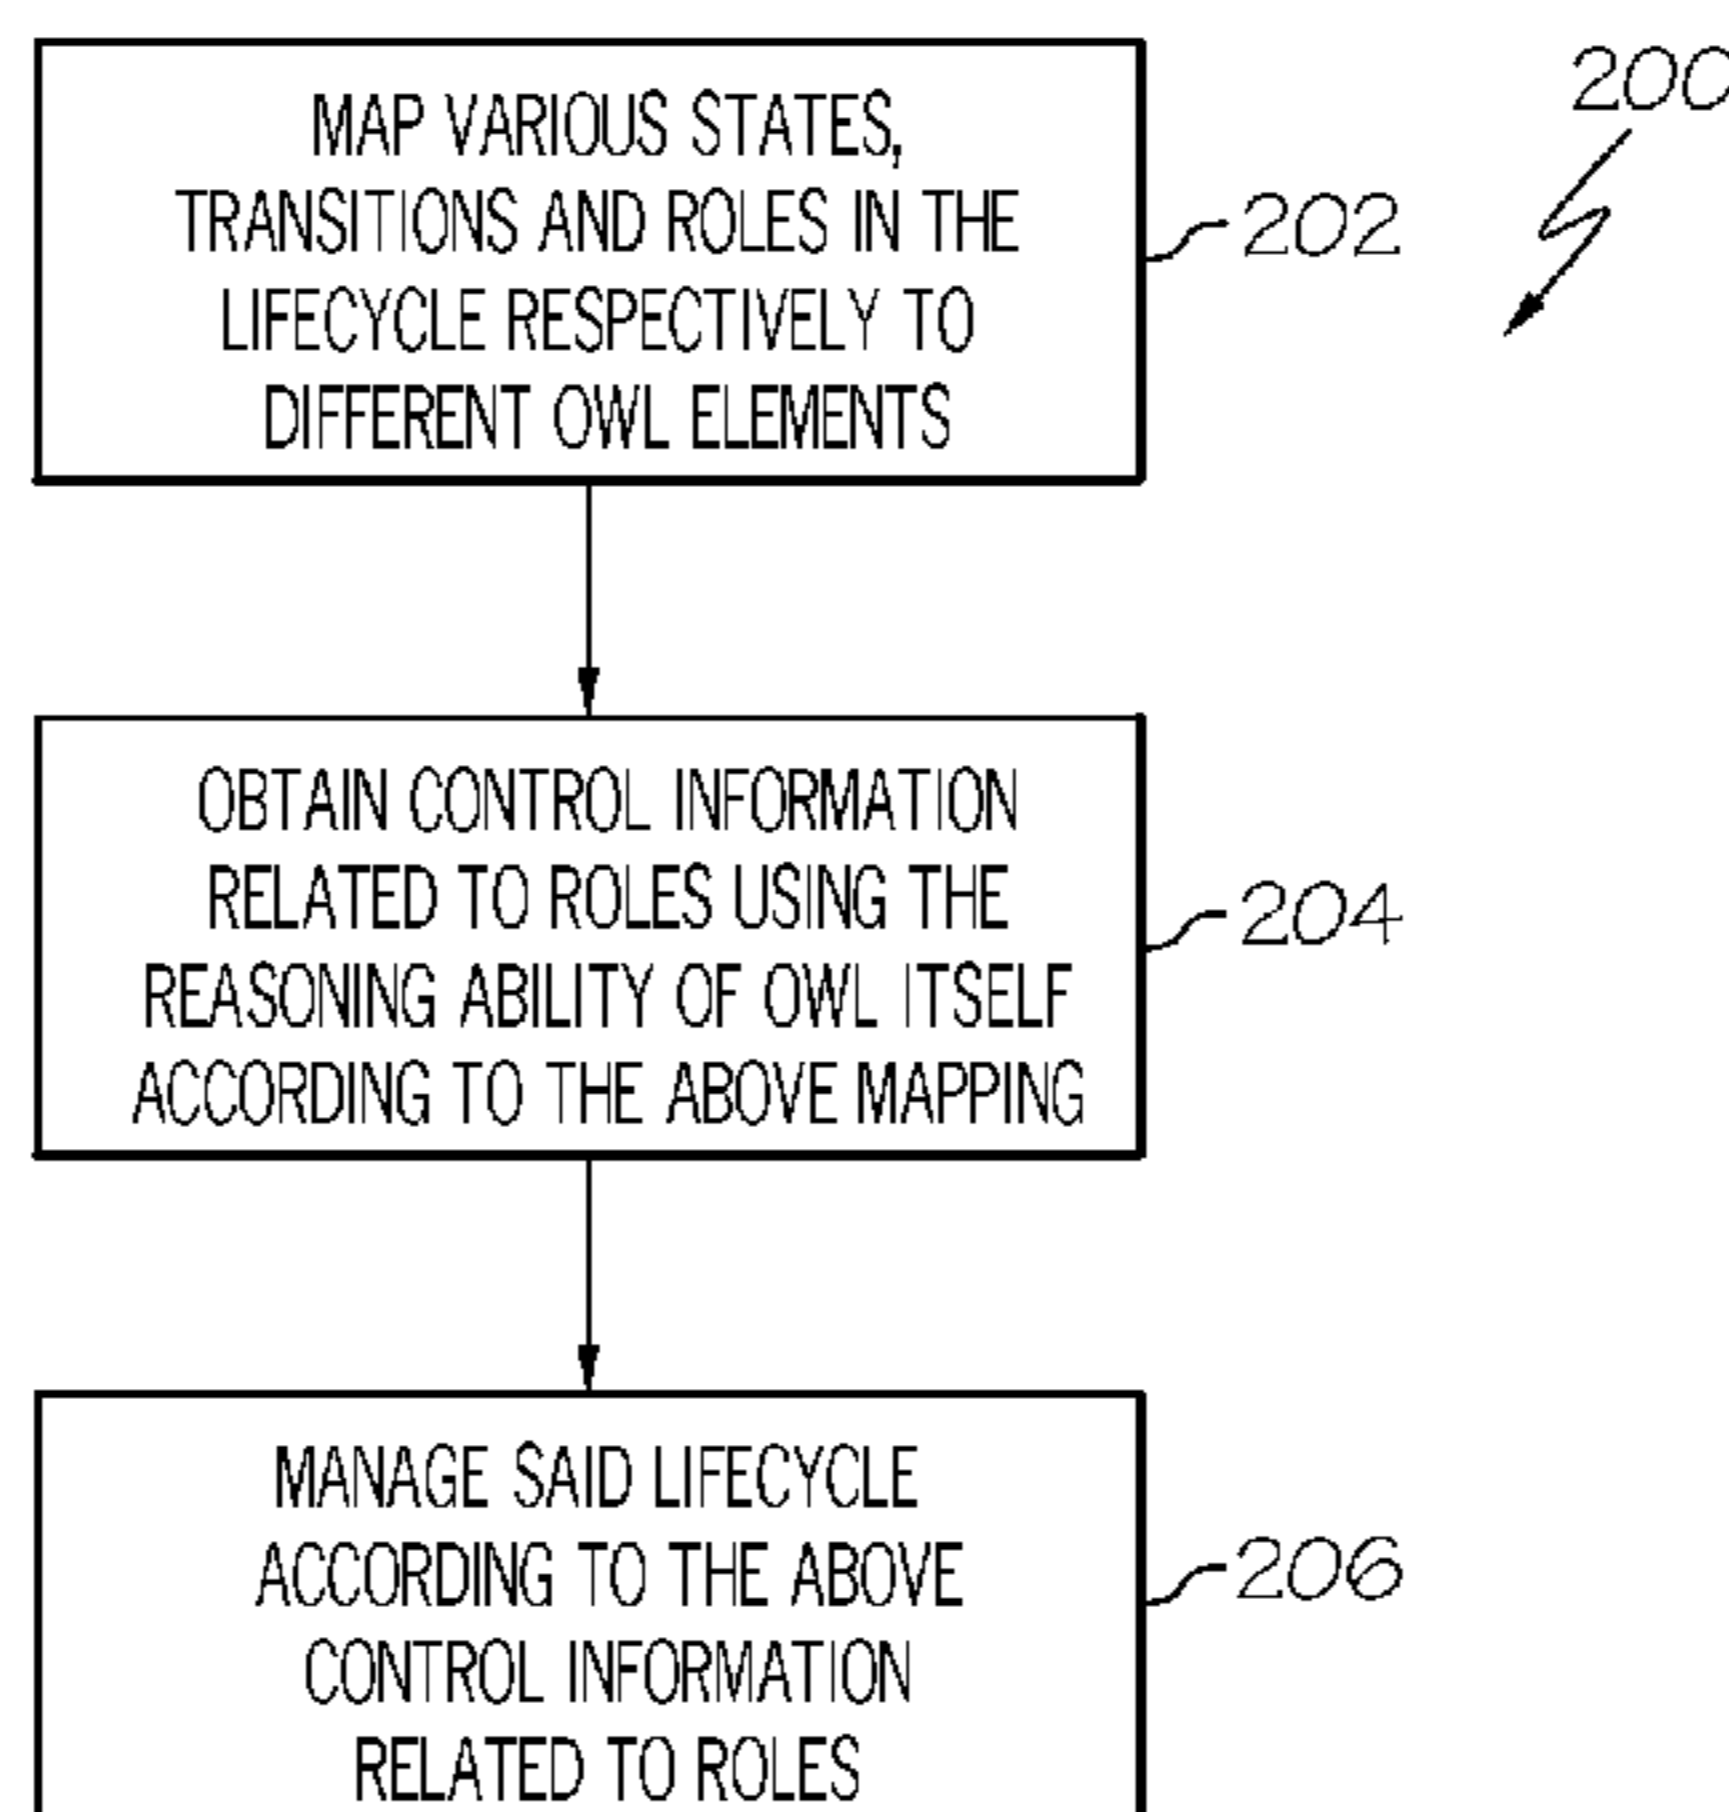 200
MAP VARIOUS STATES,
TRANSITIONS AND ROLES IN THE
LIFECYCLE RESPECTIVELY TO
DIFFERENT OWL ELEMENTS
202
OBTAIN CONTROL INFORMATION
RELATED TO ROLES USING THE
REASONING ABILITY OF OWL ITSELF
ACCORDING TO THE ABOVE MAPPING
204
MANAGE SAID LIFECYCLE
ACCORDING TO THE ABOVE
CONTROL INFORMATION
RELATED TO ROLES
206